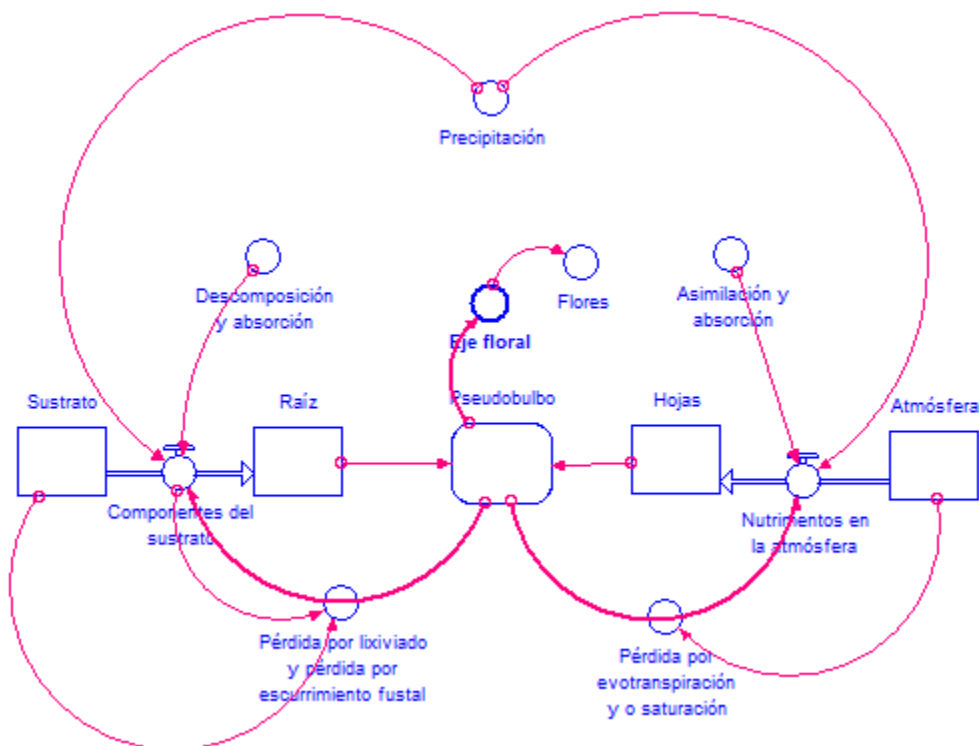 Precipitación
Descomposición
y absorción
Flores
Asimilación y
absorción
Eje floral
Sustrato
Raíz
Pseudobulbo
Hojas
Atmósfera
Componentes del
sustrato
Nutrimentos en
la atmósfera
Pérdida por lixiviado
y pérdida por
escurrimiento fustal
Pérdida por
evotranspiración
y o saturación